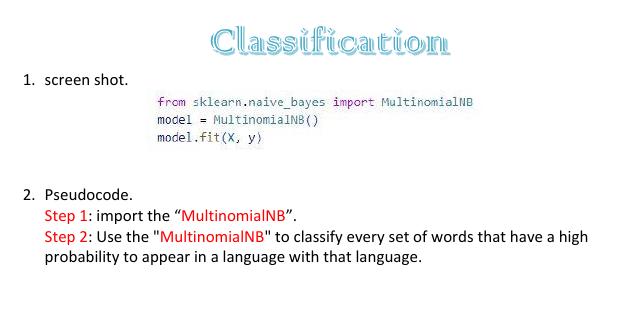 Classification
1. screen shot.
from sklearn.naive_bayes import MultinomialNB
model = MultinomialNB()
model.fit(X, y)
2. Pseudocode.
Step 1: import the “MultinomialNB”.
Step 2: Use the "MultinomialNB" to classify every set of words that have a high
probability to appear in a language with that language.